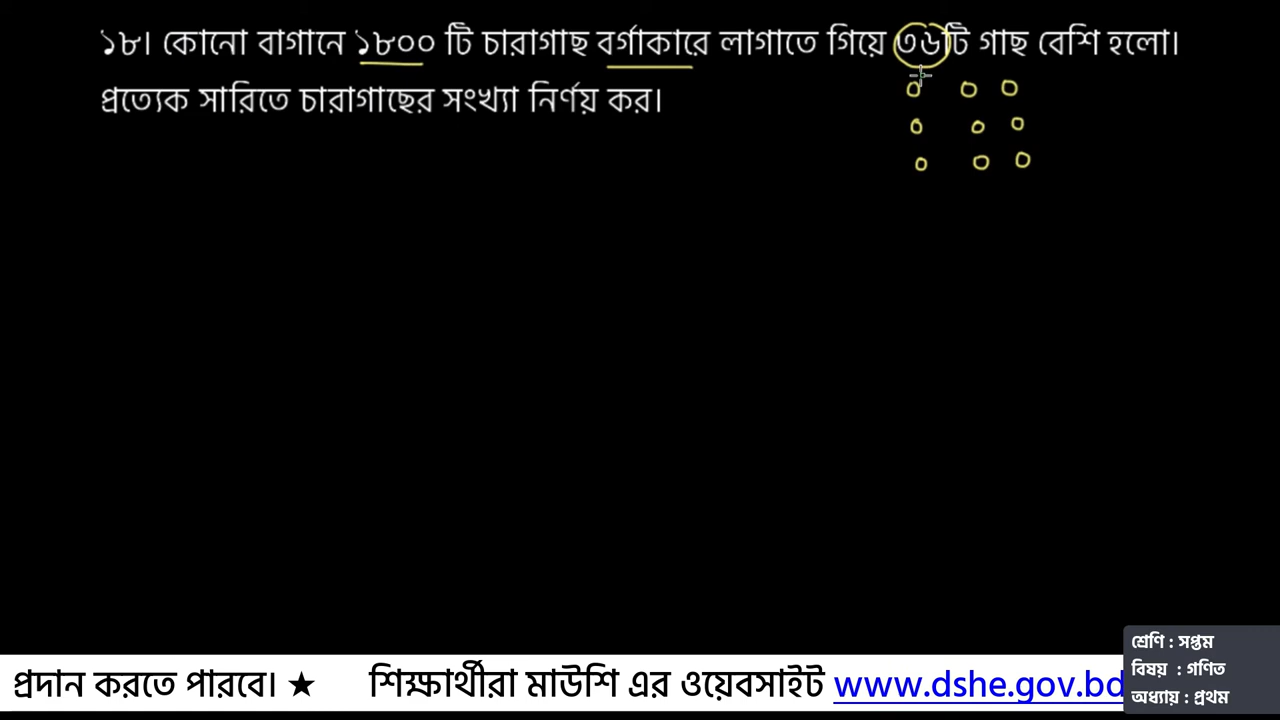 ১৮। কোনো বাগানে ১৮০০ টি চারাগাছ বর্গাকারে লাগাতে গিয়ে ৩৬টি গাছ বেশি হলো।
প্রত্যেক সারিতে চারাগাছের সংখ্যা নির্ণয় কর।
প্রদান করতে পারবে। ★ শিক্ষার্থীরা মাউশি এর ওয়েবসাইট www.dshe.gov.bd
শ্রেণি : সপ্তম
বিষয় : গণিত
অধ্যায় : প্রথম